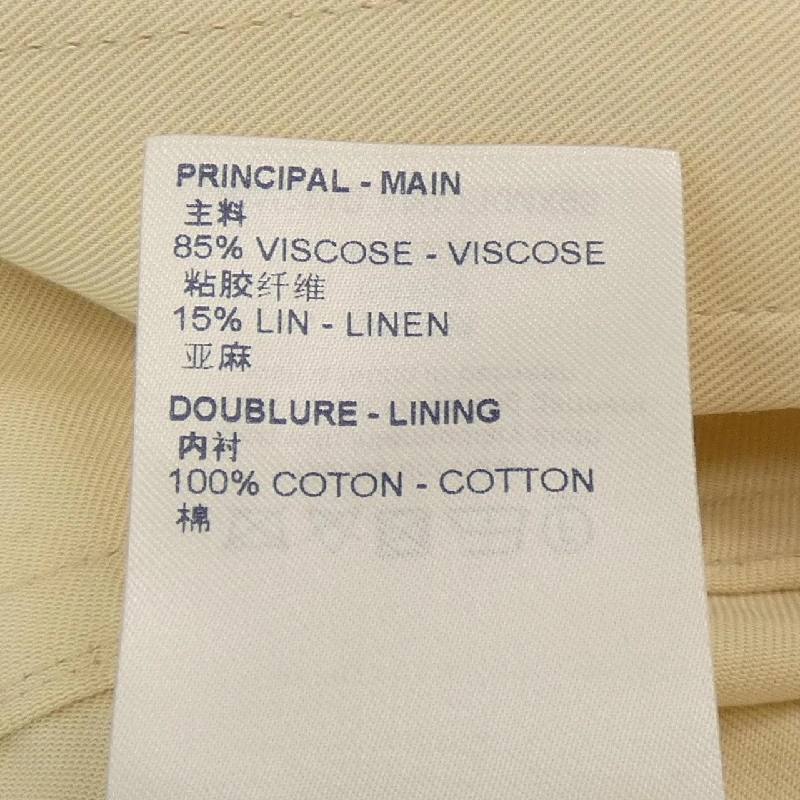 PRINCIPAL - MAIN
主料
85% VISCOSE - VISCOSE
粘胶纤维
15% LIN - LINEN
亚麻
DOUBLURE - LINING
内衬
100% COTON - COTTON
棉